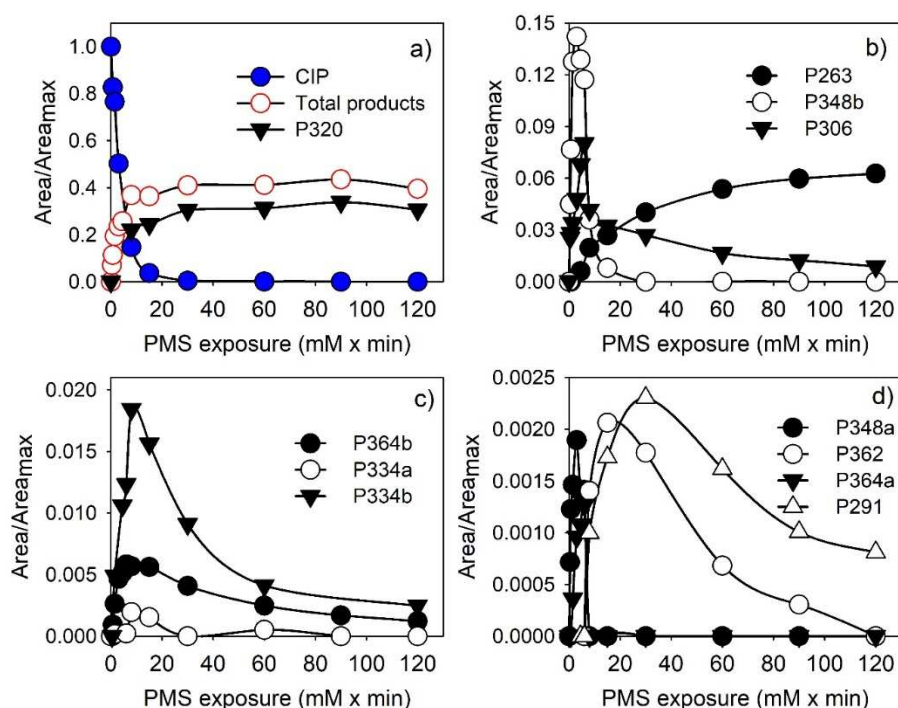 a)
CIP
Total products
P320
Area/Areamax
1.0
0.8
0.6
0.4
0.2
0.0
0 20 40 60 80 100 120
PMS exposure (mM x min)
b)
P263
P348b
P306
Area/Areamax
0.15
0.12
0.09
0.06
0.03
0.00
0 20 40 60 80 100 120
PMS exposure (mM x min)
c)
P364b
P334a
P334b
Area/Areamax
0.020
0.015
0.010
0.005
0.000
0 20 40 60 80 100 120
PMS exposure (mM x min)
d)
P348a
P362
P364a
P291
Area/Areamax
0.0025
0.0020
0.0015
0.0010
0.0005
0.0000
0 20 40 60 80 100 120
PMS exposure (mM x min)